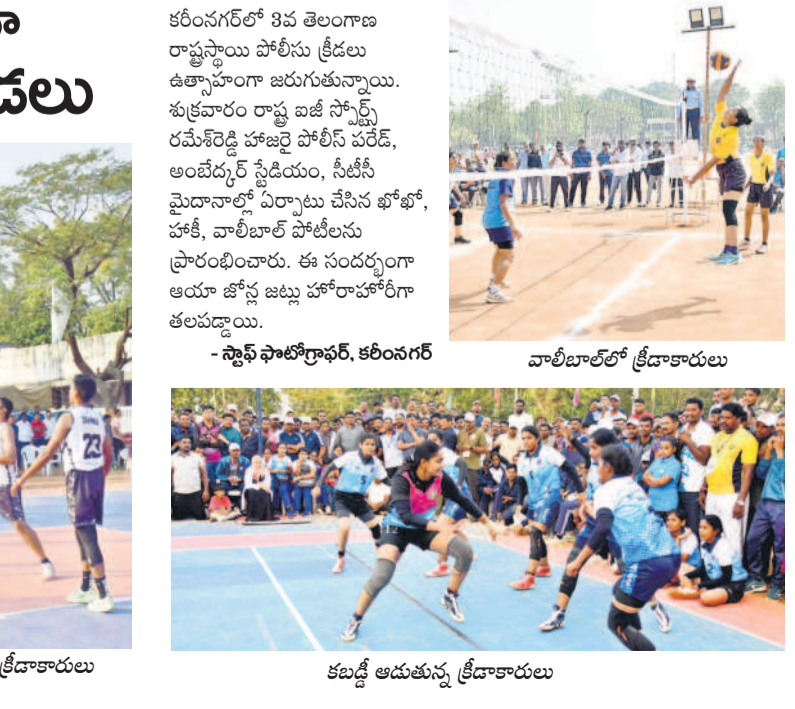 డలు
కరీంనగర్‌లో 3వ తెలంగాణ
రాష్ట్రస్థాయి పోలీసు క్రీడలు
ఉత్సాహంగా జరుగుతున్నాయి.
శుక్రవారం రాష్ట్ర ఐజీ స్పోర్ట్స్
రమేశ్‌రెడ్డి హాజరై పోలీస్ పరేడ్,
అంబేద్కర్ స్టేడియం, సీటీసీ
మైదానాల్లో ఏర్పాటు చేసిన ఖోఖో,
హాకీ, వాలీబాల్ పోటీలను
ప్రారంభించారు. ఈ సందర్భంగా
ఆయా జోన్ల జట్లు హోరాహోరీగా
తలపడ్డాయి.
- స్టాఫ్ ఫొటోగ్రాఫర్, కరీంనగర్
వాలీబాల్‌లో క్రీడాకారులు
23
12
క్రీడాకారులు
కబడ్డీ ఆడుతున్న క్రీడాకారులు